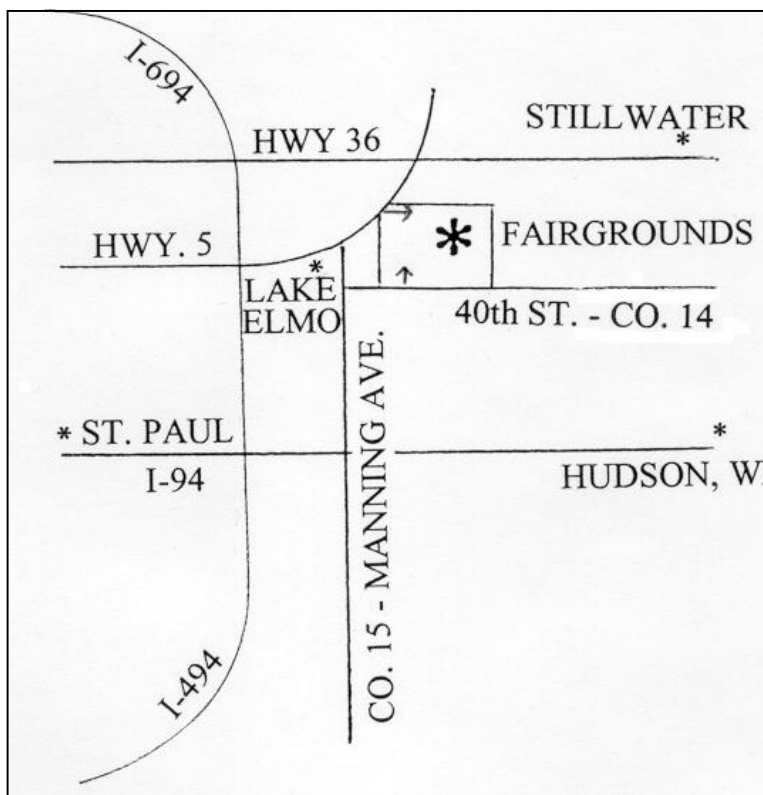 I-694
STILLWATER
*
HWY 36
HWY. 5
* FAIRGROUNDS
*
LAKE
ELMO
40th ST. - CO. 14
CO. 15 - MANNING AVE.
* ST. PAUL
*
I-94
HUDSON, WI
I-494